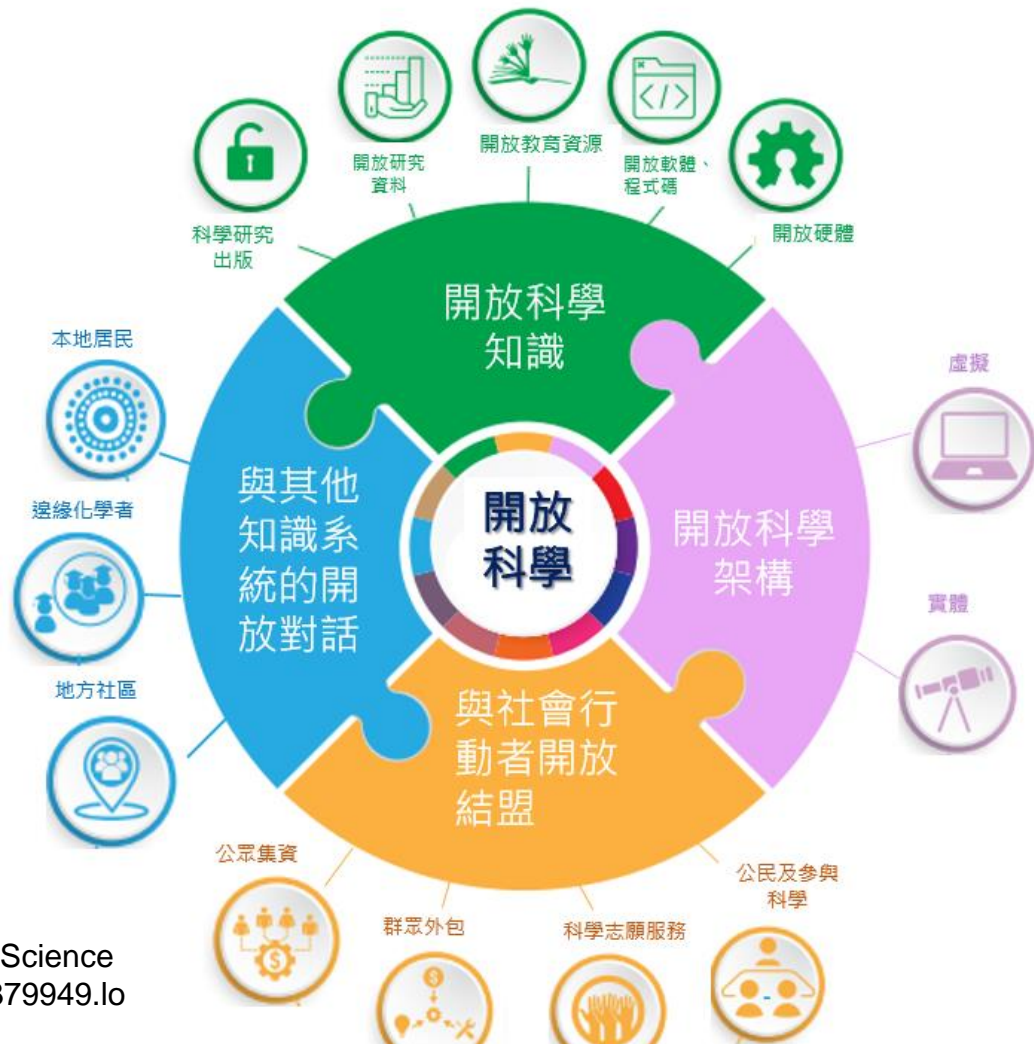 開放教育資源
開放研究
資料
開放軟體、
程式碼
科學研究
出版
開放硬體
開放科學
知識
本地居民
邊緣化學者
地方社區
與其他
知識系
統的開
放對話
開放
科學
開放科學
架構
虛擬
實體
與社會行
動者開放
結盟
公眾集資
群眾外包
科學志願服務
公民及參與
科學
Science
379949.lo